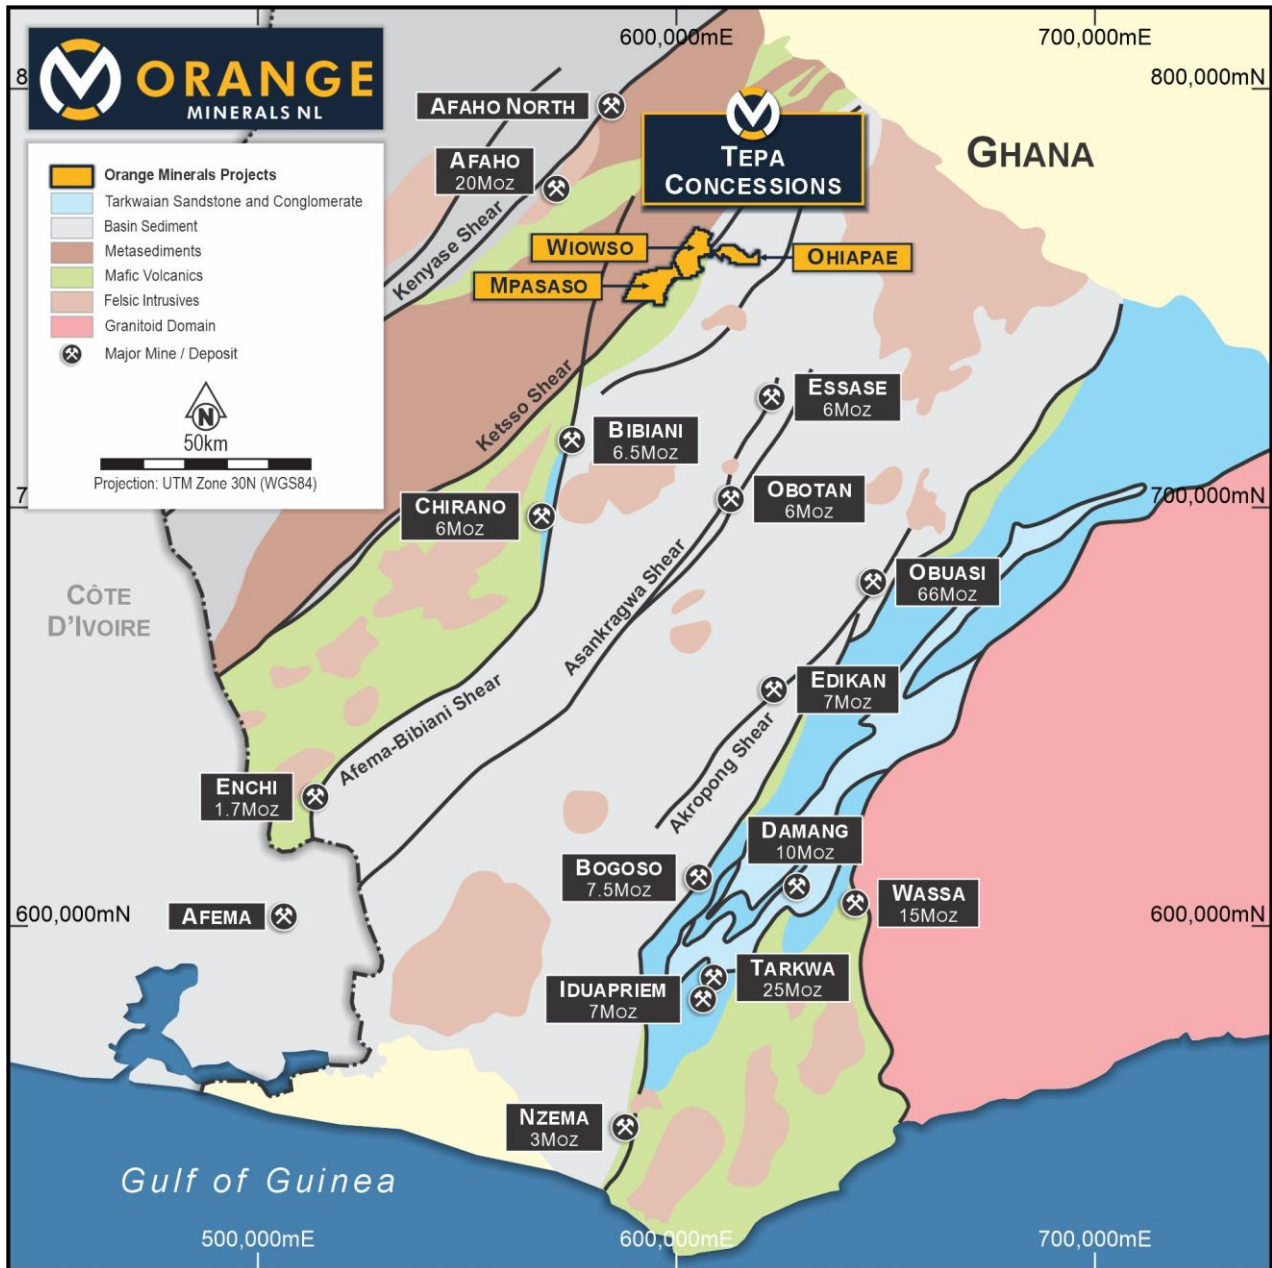 600,000mE
700,000mE
8
800,000mN
ORANGE
MINERALS NL
Orange Minerals Projects
Tarkwaian Sandstone and Conglomerate
Basin Sediment
Metasediments
Mafic Volcanics
Felsic Intrusives
Granitoid Domain
Major Mine / Deposit
N
50km
Projection: UTM Zone 30N (WGS84)
AFAHO NORTH
AFAHO
20MOZ
TEPA
CONCESSIONS
GHANA
Kenyase Shear
WIOWSO
OHIAPAE
MPASASO
Ketsso Shear
ESSASE
6MOZ
BIBIANI
6.5MOZ
7
700,000mN
CHIRANO
6MOZ
OBOTAN
6MOZ
OBUASI
66MOZ
CÔTE
D'IVOIRE
Asankragwa Shear
EDIKAN
7MOZ
Afema-Bibiani Shear
Akropong Shear
ENCHI
1.7MOZ
DAMANG
10MOZ
BOGOSO
7.5MOZ
WASSA
15MOZ
600,000mN
AFEMA
600,000mN
TARKWA
25MOZ
IDUAPRIEM
7MOZ
NZEMA
3MOZ
Gulf of Guinea
500,000mE
600,000mE
700,000mE